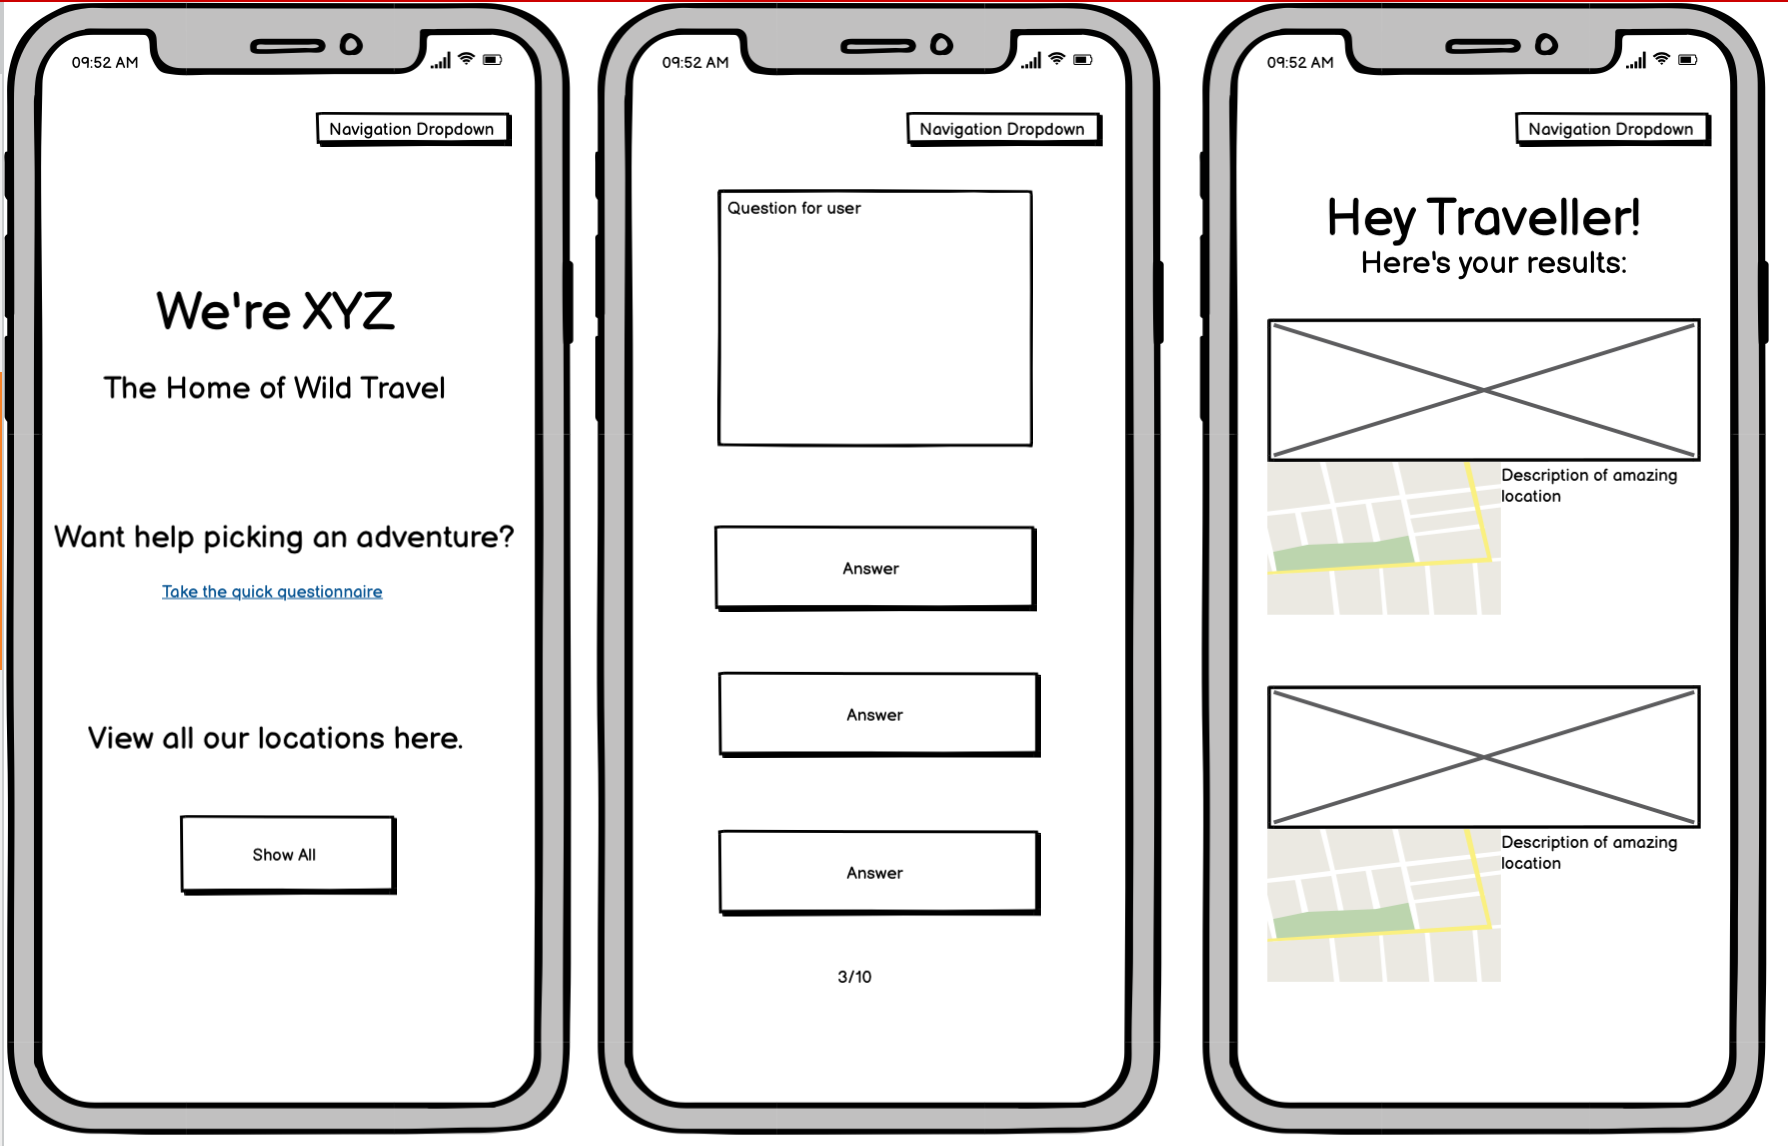 09:52 AM
Navigation Dropdown
We're XYZ
The Home of Wild Travel
Want help picking an adventure?
Take the quick questionnaire
View all our locations here.
Show All
09:52 AM
Navigation Dropdown
Question for user
Answer
Answer
Answer
3/10
09:52 AM
Navigation Dropdown
Hey Traveller!
Here's your results:
Description of amazing
location
Description of amazing
location